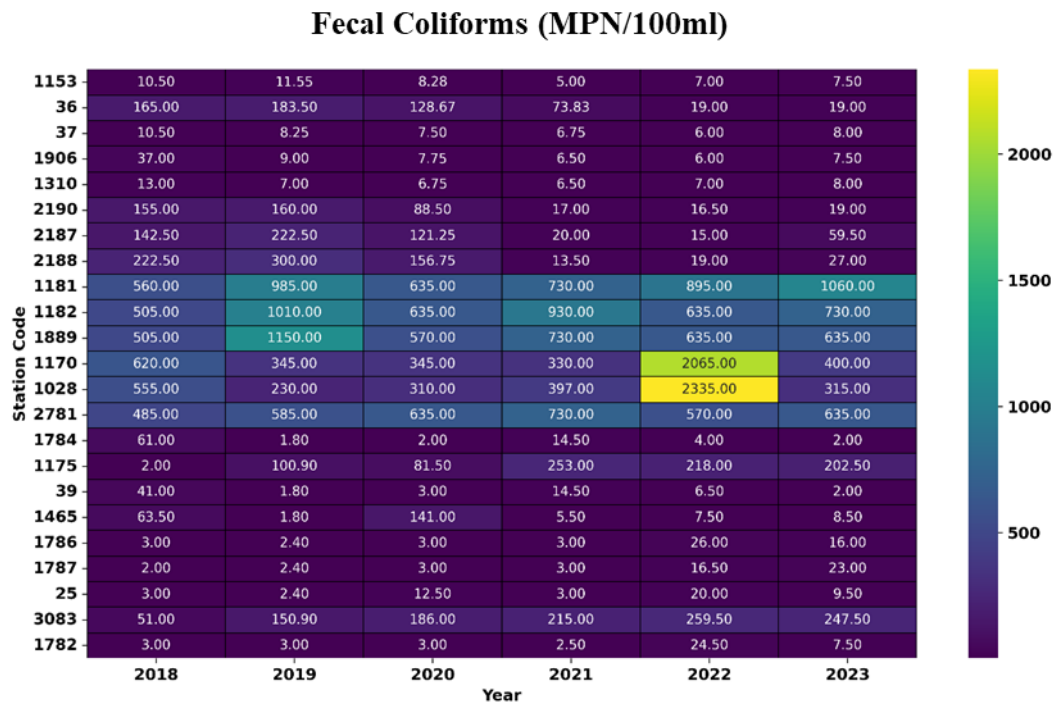 Fecal Coliforms (MPN/100ml)
1153 10.50 11.55 8.28 5.00 7.00 7.50
36 165.00 183.50 128.67 73.83 19.00 19.00
37 10.50 8.25 7.50 6.75 6.00 8.00
1906 37.00 9.00 7.75 6.50 6.00 7.50
1310 13.00 7.00 6.75 6.50 7.00 8.00
2190 155.00 160.00 88.50 17.00 16.50 19.00
2187 142.50 222.50 121.25 20.00 15.00 59.50
2188 222.50 300.00 156.75 13.50 19.00 27.00
1181 560.00 985.00 635.00 730.00 895.00 1060.00
1182 505.00 1010.00 635.00 930.00 635.00 730.00
1889 505.00 1150.00 570.00 730.00 635.00 635.00
1170 620.00 345.00 345.00 330.00 2065.00 400.00
1028 555.00 230.00 310.00 397.00 2335.00 315.00
2781 485.00 585.00 635.00 730.00 570.00 635.00
1784 61.00 1.80 2.00 14.50 4.00 2.00
1175 2.00 100.90 81.50 253.00 218.00 202.50
39 41.00 1.80 3.00 14.50 6.50 2.00
1465 63.50 1.80 141.00 5.50 7.50 8.50
1786 3.00 2.40 3.00 3.00 26.00 16.00
1787 2.00 2.40 3.00 3.00 16.50 23.00
25 3.00 2.40 12.50 3.00 20.00 9.50
3083 51.00 150.90 186.00 215.00 259.50 247.50
1782 3.00 3.00 3.00 2.50 24.50 7.50
2018 2019 2020 2021 2022 2023
Year
Station Code
2000
1500
1000
500